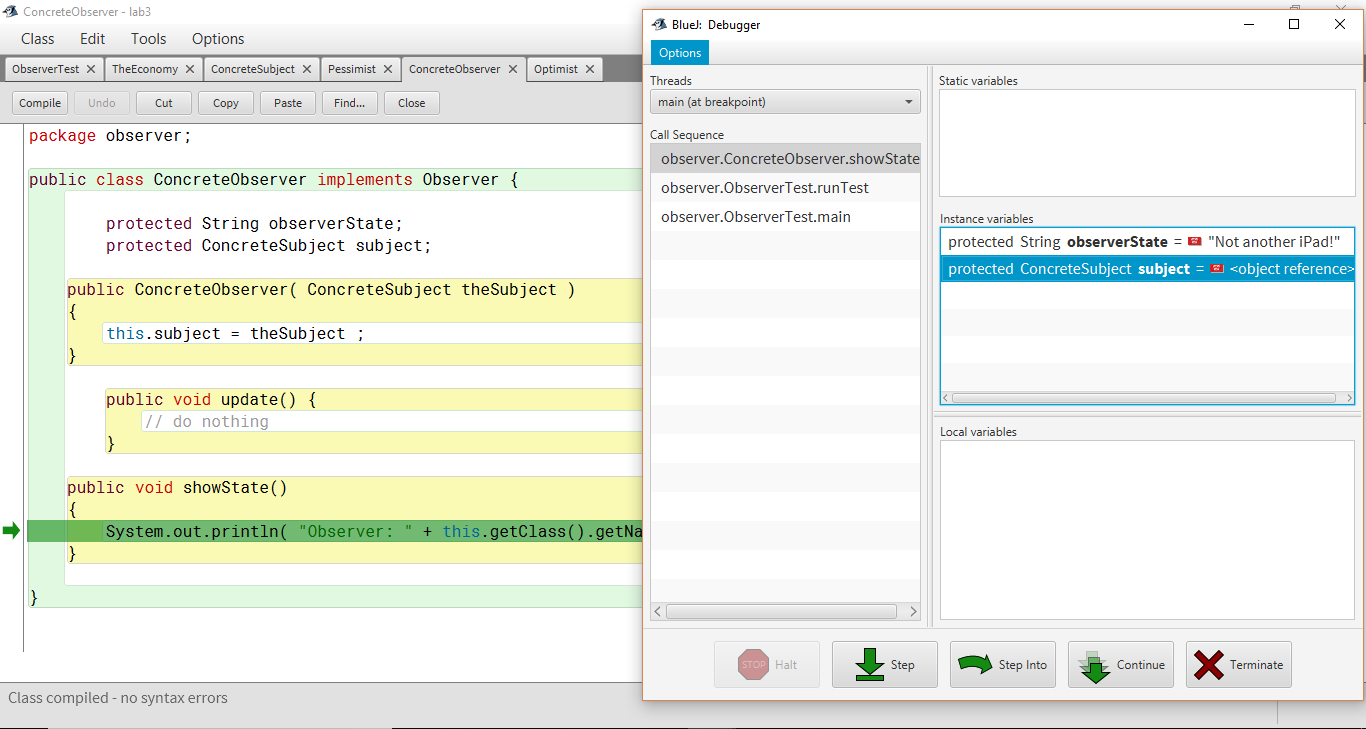 ConcreteObserver - lab3
Class Edit Tools Options
ObserverTest TheEconomy ConcreteSubject Pessimist ConcreteObserver Optimist
Compile Undo Cut Copy Paste Find... Close
package observer;
public class ConcreteObserver implements Observer {
protected String observerState;
protected ConcreteSubject subject;
public ConcreteObserver( ConcreteSubject theSubject )
{
this.subject = theSubject ;
}
public void update() {
// do nothing
}
public void showState()
{
System.out.println( "Observer: " + this.getClass().getNa
}
}
Class compiled - no syntax errors
BlueJ: Debugger
Options
Threads
main (at breakpoint)
Call Sequence
observer.ConcreteObserver.showState
observer.ObserverTest.runTest
observer.ObserverTest.main
Static variables
Instance variables
protected String observerState = "Not another iPad!"
protected ConcreteSubject subject = <object reference>
Local variables
STOP Halt
Step
Step Into
Continue
Terminate